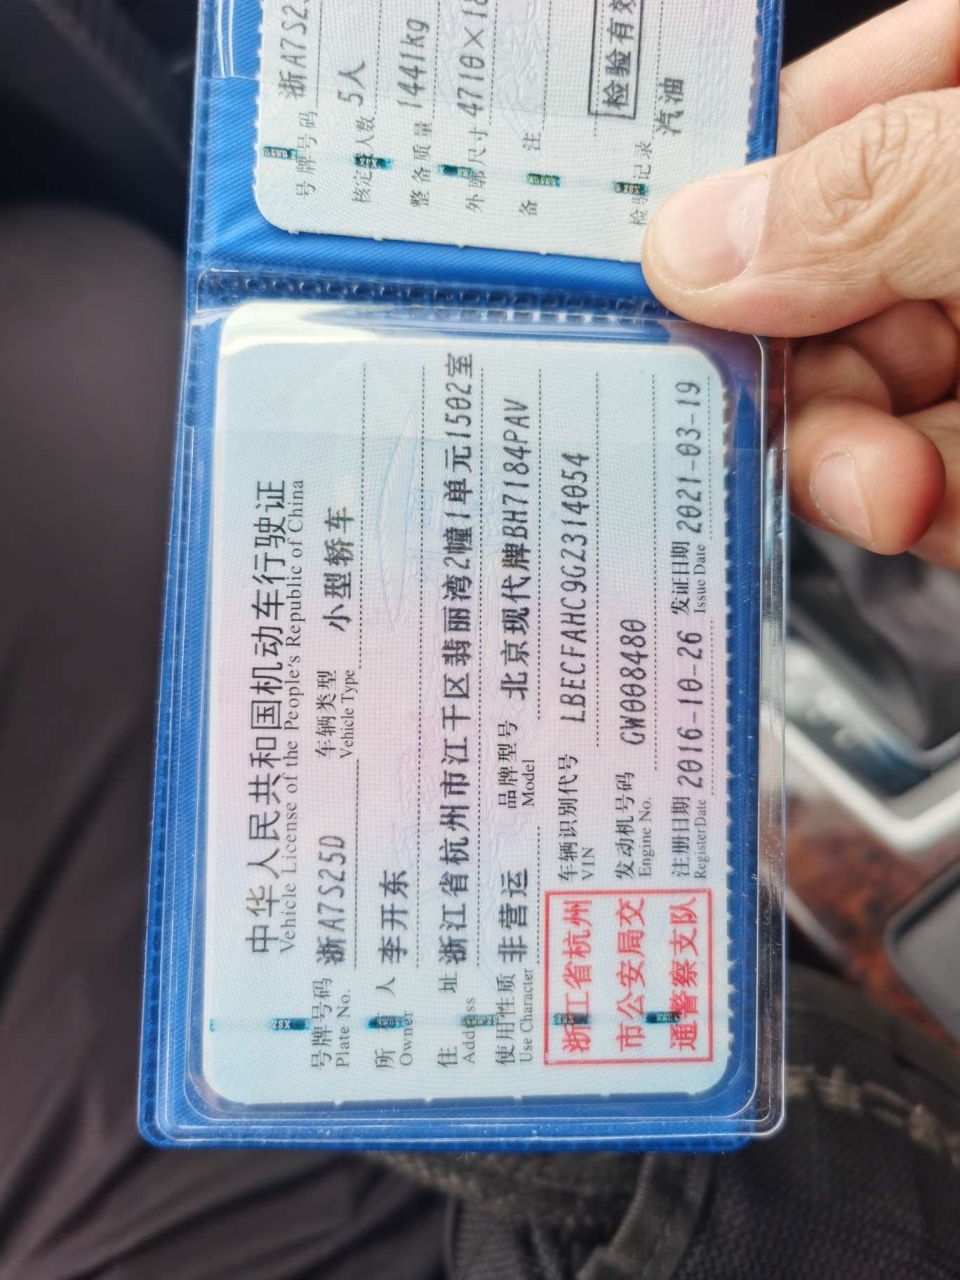 中华人民共和国机动车行驶证
Vehicle License of the People's Republic of China
号牌号码 浙A7S25D 车辆类型 小型轿车
Plate No. Vehicle Type
所 人 李开东
Owner
住 址 浙江省杭州市江干区翡丽湾2幢1单元1502室
Address
使用性质 非营运 品牌型号 北京现代牌BH7184PAV
Use Character Model
浙江省杭州
市公安局交
通警察支队
车辆识别代号 LBECFAHC9GZ314054
VIN
发动机号码 GW008480
Engine No.
注册日期 2016-10-26 发证日期 2021-03-19
Register Date Issue Date
号牌号码 浙A7S2
核定人数 5人
整备质量 1441kg
外廓尺寸 4710×18
备 注
检验有效
检验记录 汽油